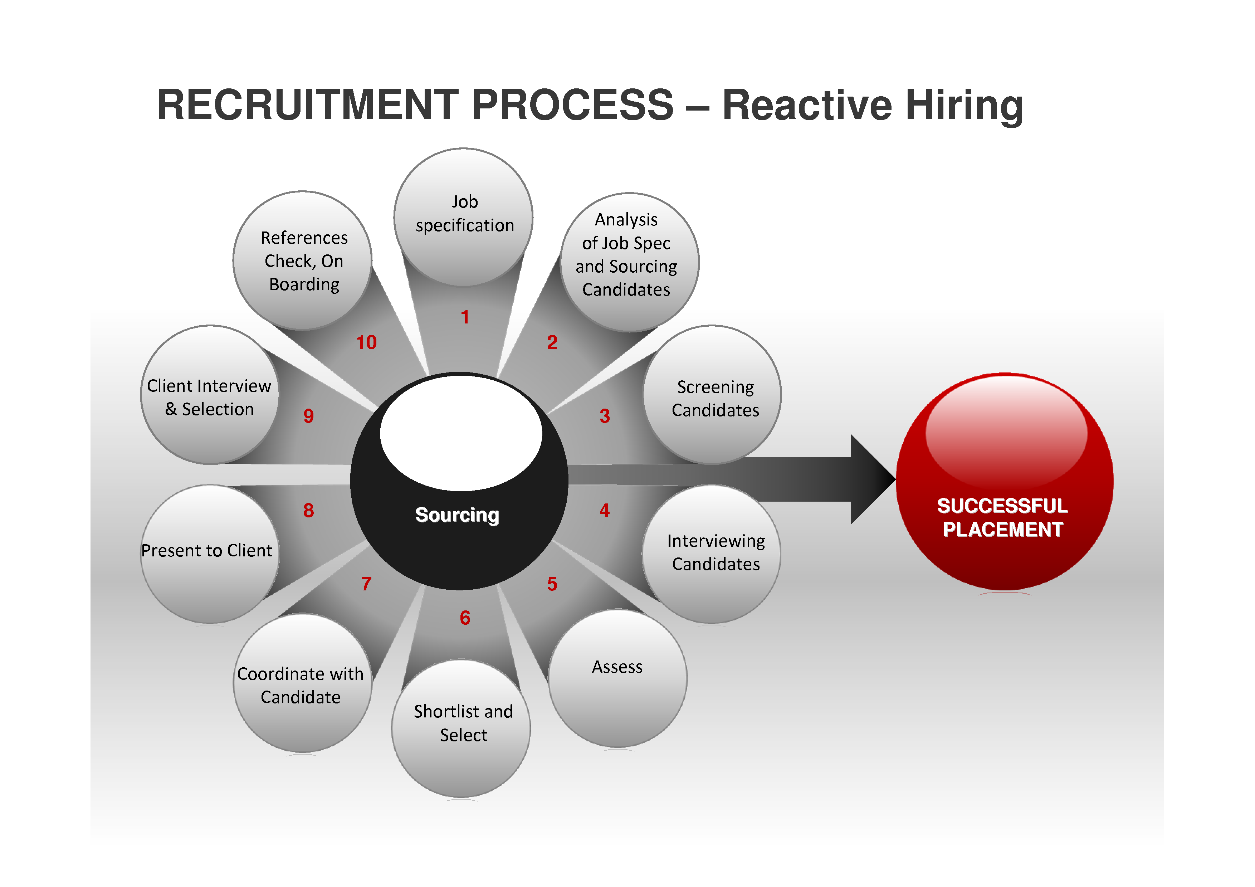 RECRUITMENT PROCESS – Reactive Hiring
Job
specification
1
Analysis
of Job Spec
and Sourcing
Candidates
2
Screening
Candidates
3
Interviewing
Candidates
4
Assess
5
Shortlist and
Select
6
Coordinate with
Candidate
7
Present to Client
8
Client Interview
& Selection
9
References
Check, On
Boarding
10
Sourcing
SUCCESSFUL
PLACEMENT